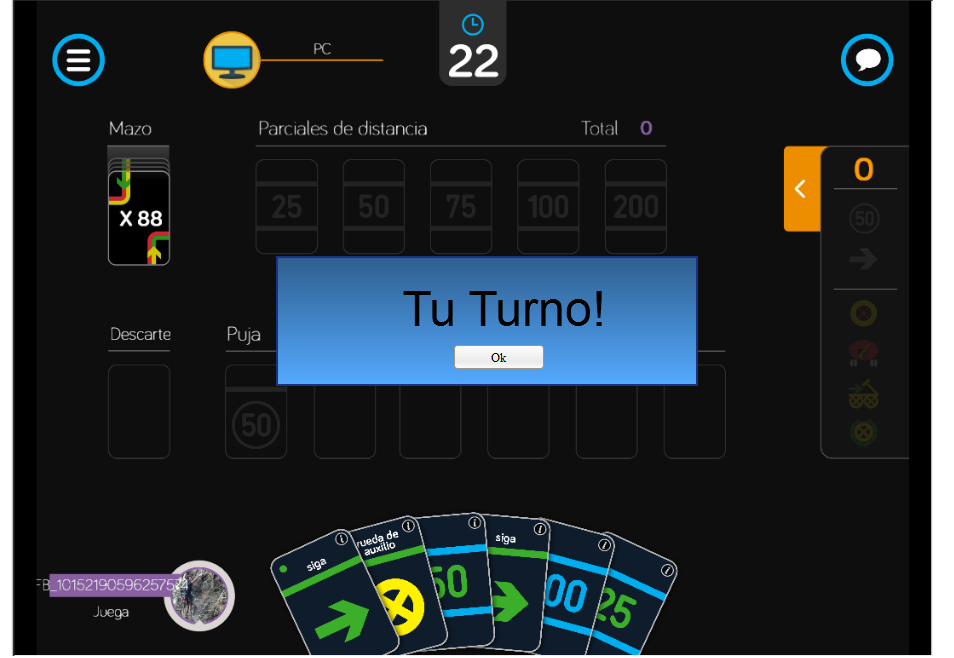 PC
22
Mazo
Parciales de distancia
Total 0
X 88
25
50
75
100
200
0
50
Tu Turno!
Ok
Descarte
Puja
50
siga
rueda de
auxilio
50
siga
00
25
Juega